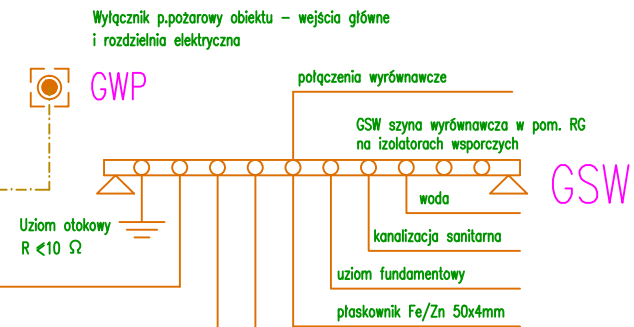 Wyłącznik p.pożarowy obiektu – wejścia główne
i rozdzielnia elektryczna
GWP
połączenia wyrównawcze
GSW szyna wyrównawcza w pom. RG
na izolatorach wsporczych
GSW
woda
Uziom otokowy
R ≤10 Ω
kanalizacja sanitarna
uziom fundamentowy
płaskownik Fe/Zn 50x4mm